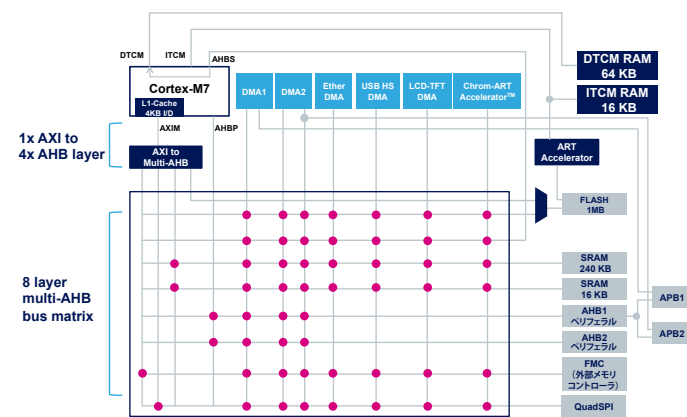 DTCM
ITCM
AHBS
DTCM RAM
64 KB
ITCM RAM
16 KB
Cortex-M7
L1-Cache
4KB I/D
DMA1
DMA2
Ether
DMA
USB HS
DMA
LCD-TFT
DMA
Chrom-ART
Accelerator™
1x AXI to
4x AHB layer
AXIM
AHBP
AXI to
Multi-AHB
ART
Accelerator
FLASH
1MB
8 layer
multi-AHB
bus matrix
SRAM
240 KB
SRAM
16 KB
AHB1
ペリフェラル
AHB2
ペリフェラル
FMC
(外部メモリ
コントローラ)
QuadSPI
APB1
APB2